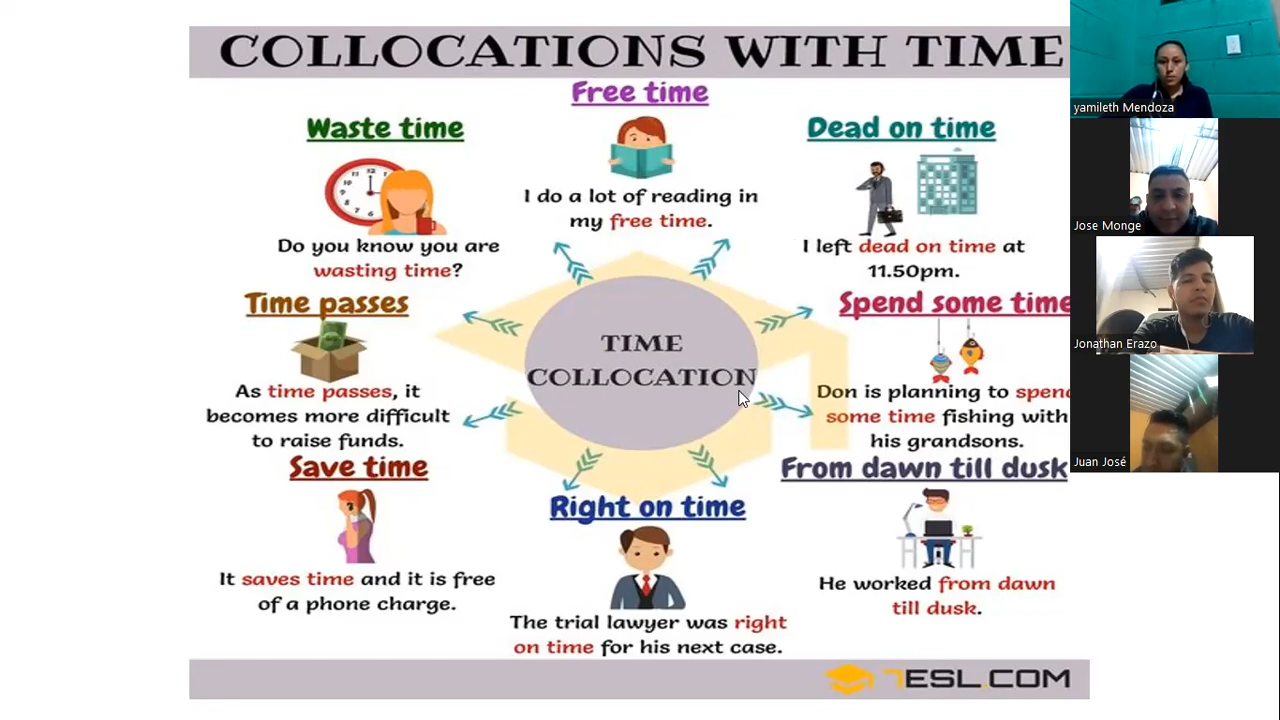 COLLOCATIONS WITH TIME
Free time
I do a lot of reading in
my free time.
Waste time
Do you know you are
wasting time?
Dead on time
I left dead on time at
11.50pm.
Time passes
As time passes, it
becomes more difficult
to raise funds.
TIME
COLLOCATION
Spend some time
Don is planning to spend
some time fishing with
his grandsons.
Save time
It saves time and it is free
of a phone charge.
Right on time
The trial lawyer was right
on time for his next case.
From dawn till dusk
He worked from dawn
till dusk.
7ESL.COM
yamileth Mendoza
Jose Monge
Jonathan Erazo
Juan José